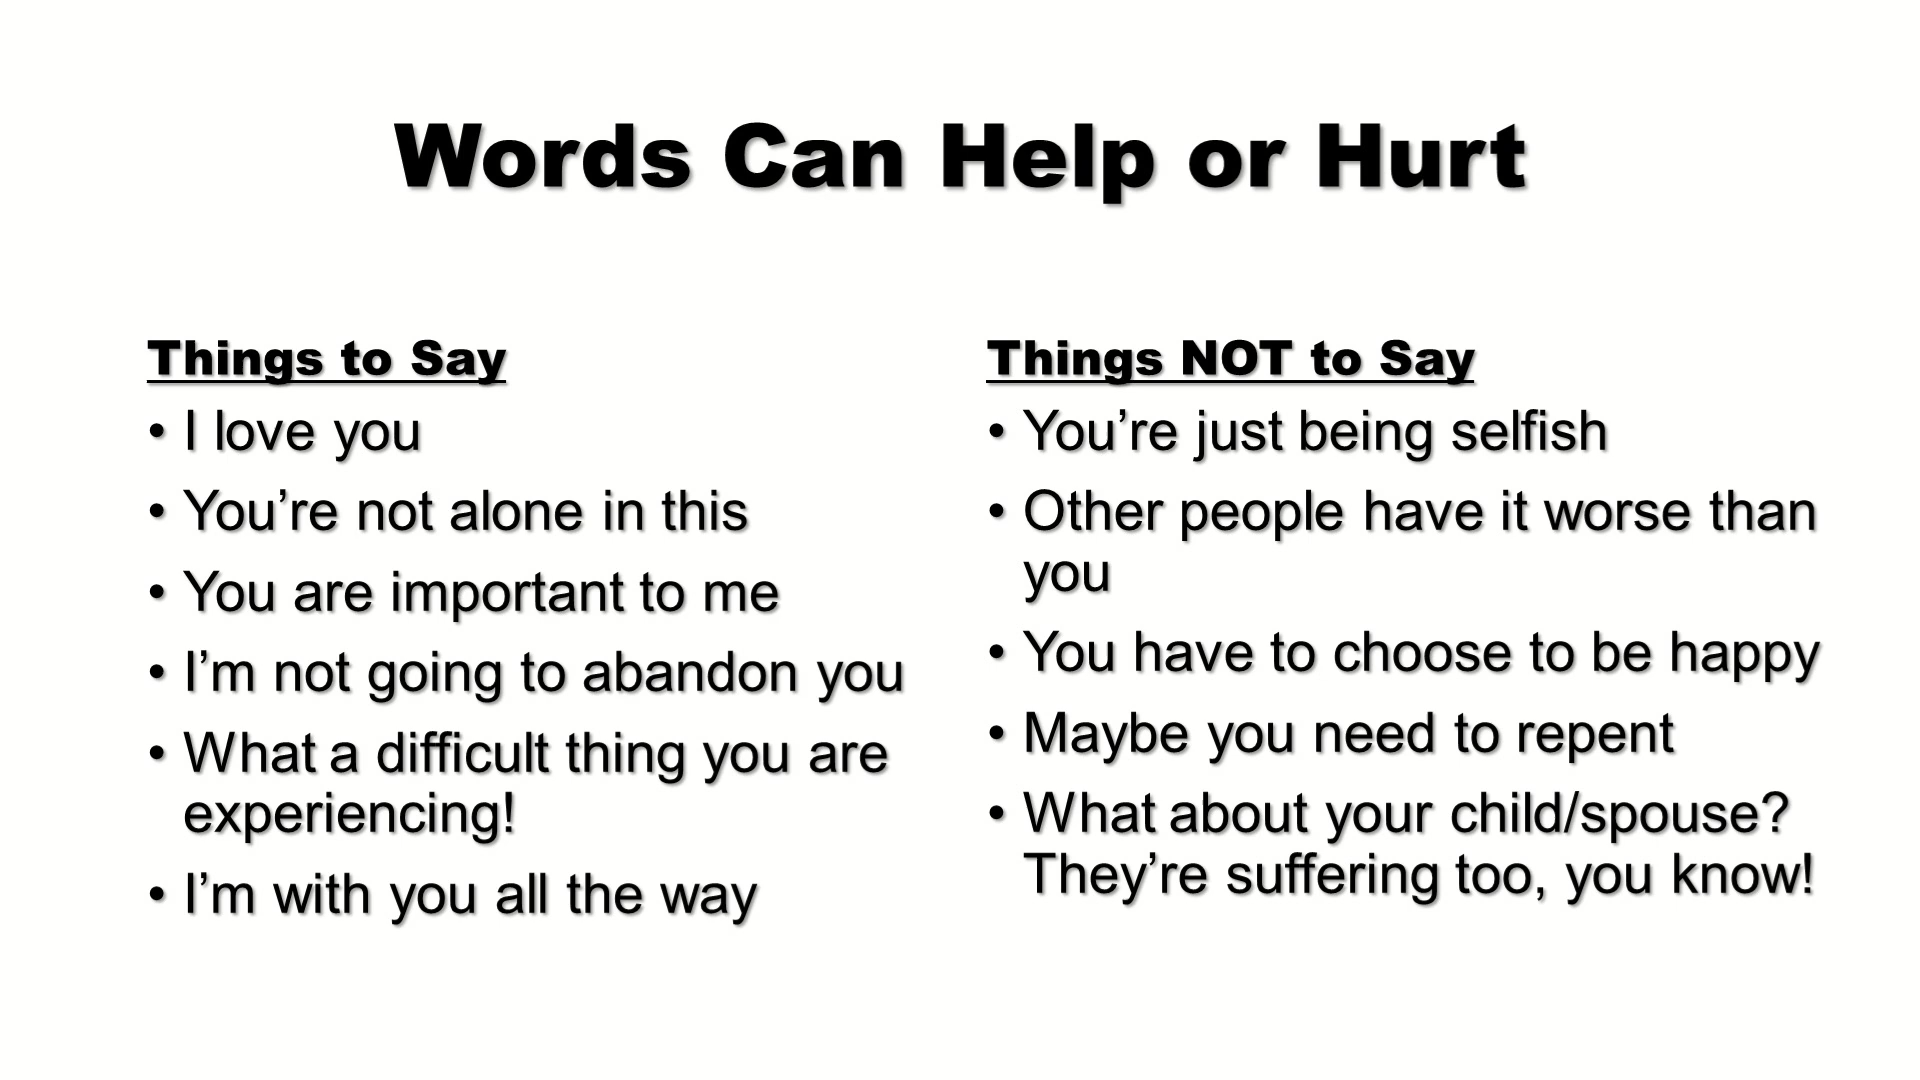 Words Can Help or Hurt
Things to Say
• I love you
• You’re not alone in this
• You are important to me
• I’m not going to abandon you
• What a difficult thing you are
experiencing!
• I’m with you all the way
Things NOT to Say
• You’re just being selfish
• Other people have it worse than
you
• You have to choose to be happy
• Maybe you need to repent
• What about your child/spouse?
They’re suffering too, you know!